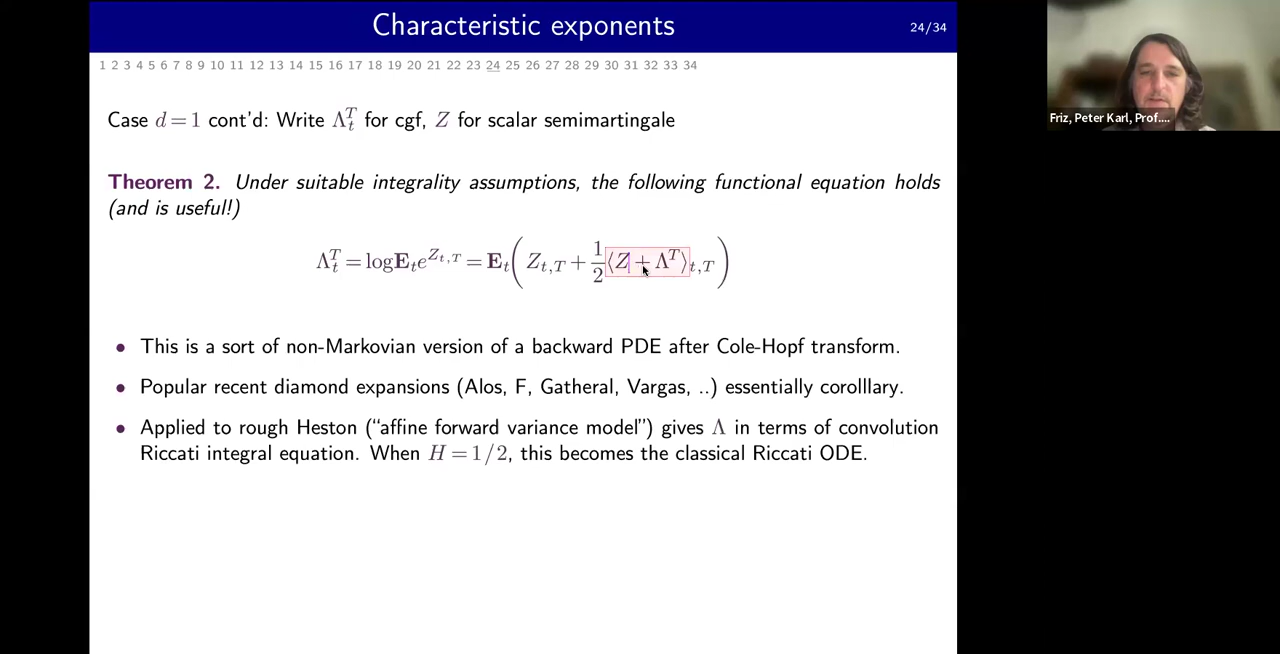 Characteristic exponents
24/34
1 2 3 4 5 6 7 8 9 10 11 12 13 14 15 16 17 18 19 20 21 22 23 24 25 26 27 28 29 30 31 32 33 34
Case d = 1 cont'd: Write Λ_t^T for cgf, Z for scalar semimartingale
Theorem 2. Under suitable integrality assumptions, the following functional equation holds
(and is useful!)
Λ_t^T = log E_t e^{Z_{t,T}} = E_t( Z_{t,T} + 1/2 ⟨Z + Λ^T⟩_{t,T} )
• This is a sort of non-Markovian version of a backward PDE after Cole-Hopf transform.
• Popular recent diamond expansions (Alos, F, Gatheral, Vargas, ..) essentially corolllary.
• Applied to rough Heston (“affine forward variance model”) gives Λ in terms of convolution
Riccati integral equation. When H = 1/2, this becomes the classical Riccati ODE.
Friz, Peter Karl, Prof....